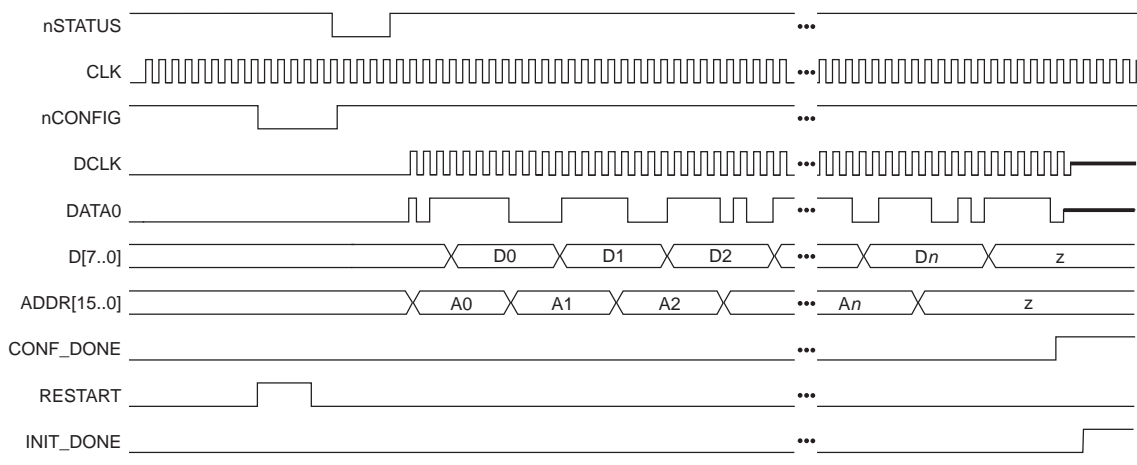 nSTATUS •••
CLK •••
nCONFIG •••
DCLK •••
DATA0 •••
D[7..0] D0 D1 D2 ••• Dn z
ADDR[15..0] A0 A1 A2 ••• An z
CONF_DONE •••
RESTART •••
INIT_DONE •••